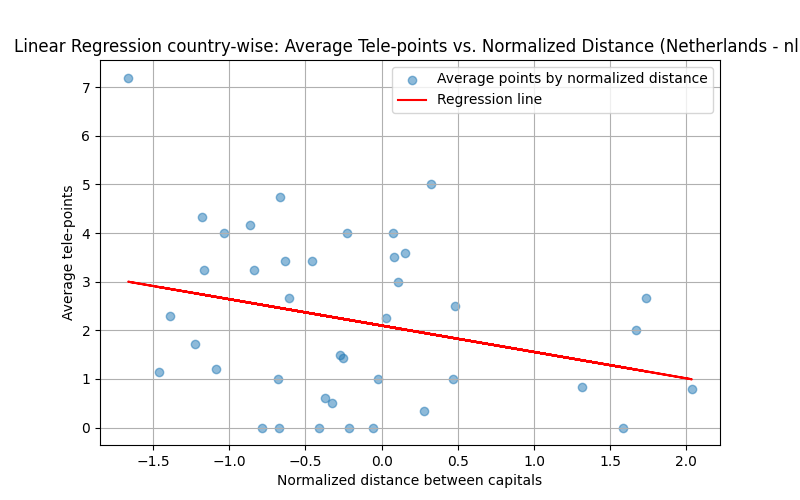 Linear Regression country-wise: Average Tele-points vs. Normalized Distance (Netherlands - nl
Average points by normalized distance
Regression line
7
6
5
4
3
2
1
0
Average tele-points
−1.5 −1.0 −0.5 0.0 0.5 1.0 1.5 2.0
Normalized distance between capitals